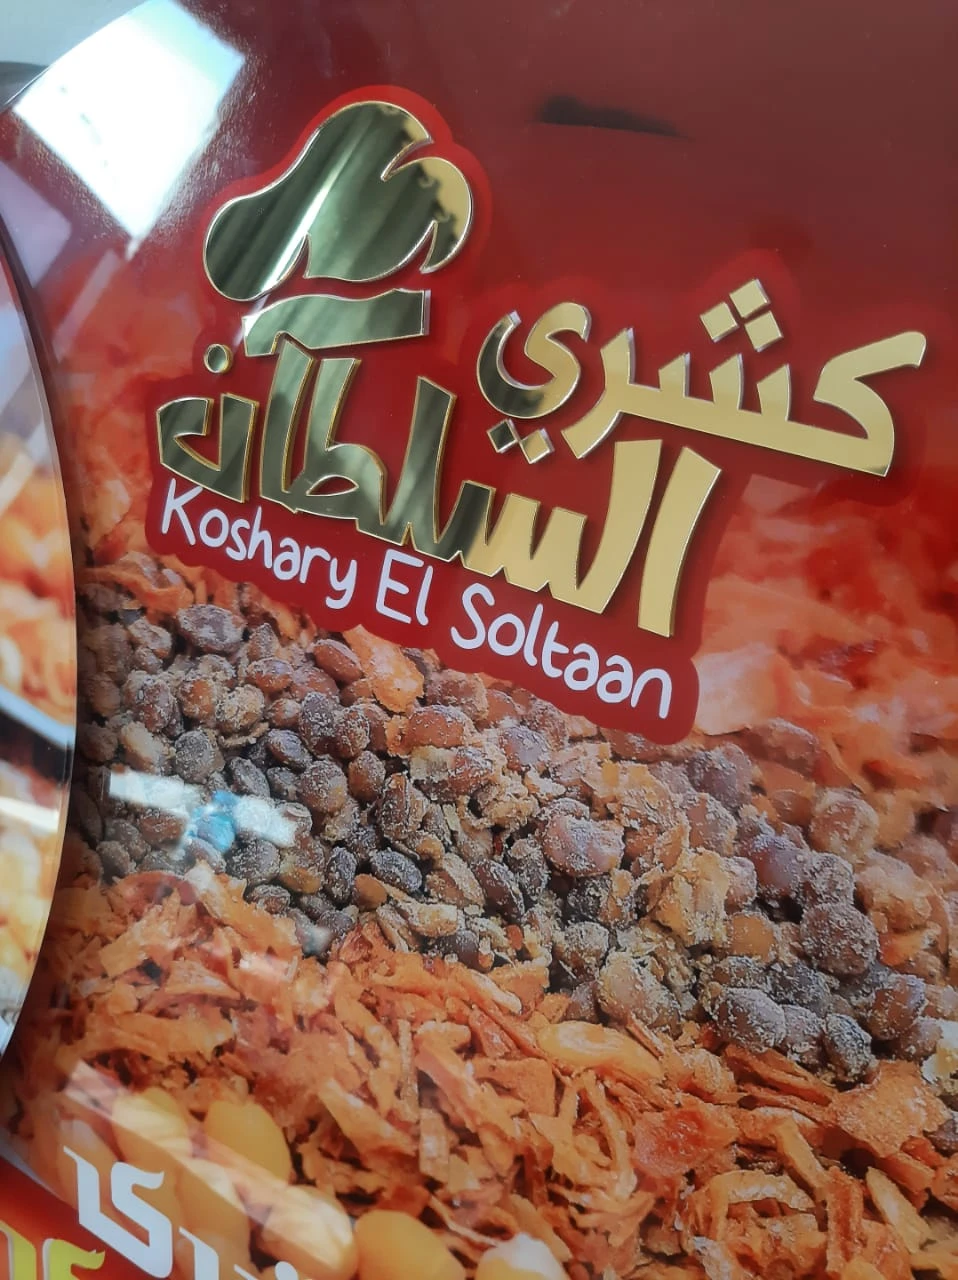 كشري
السلطان
Koshary El Soltaan